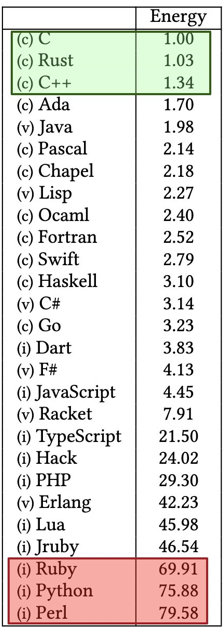 Energy
(c) C 1.00
(c) Rust 1.03
(c) C++ 1.34
(c) Ada 1.70
(v) Java 1.98
(c) Pascal 2.14
(c) Chapel 2.18
(v) Lisp 2.27
(c) Ocaml 2.40
(c) Fortran 2.52
(c) Swift 2.79
(c) Haskell 3.10
(v) C# 3.14
(c) Go 3.23
(i) Dart 3.83
(v) F# 4.13
(i) JavaScript 4.45
(v) Racket 7.91
(i) TypeScript 21.50
(i) Hack 24.02
(i) PHP 29.30
(v) Erlang 42.23
(i) Lua 45.98
(i) Jruby 46.54
(i) Ruby 69.91
(i) Python 75.88
(i) Perl 79.58